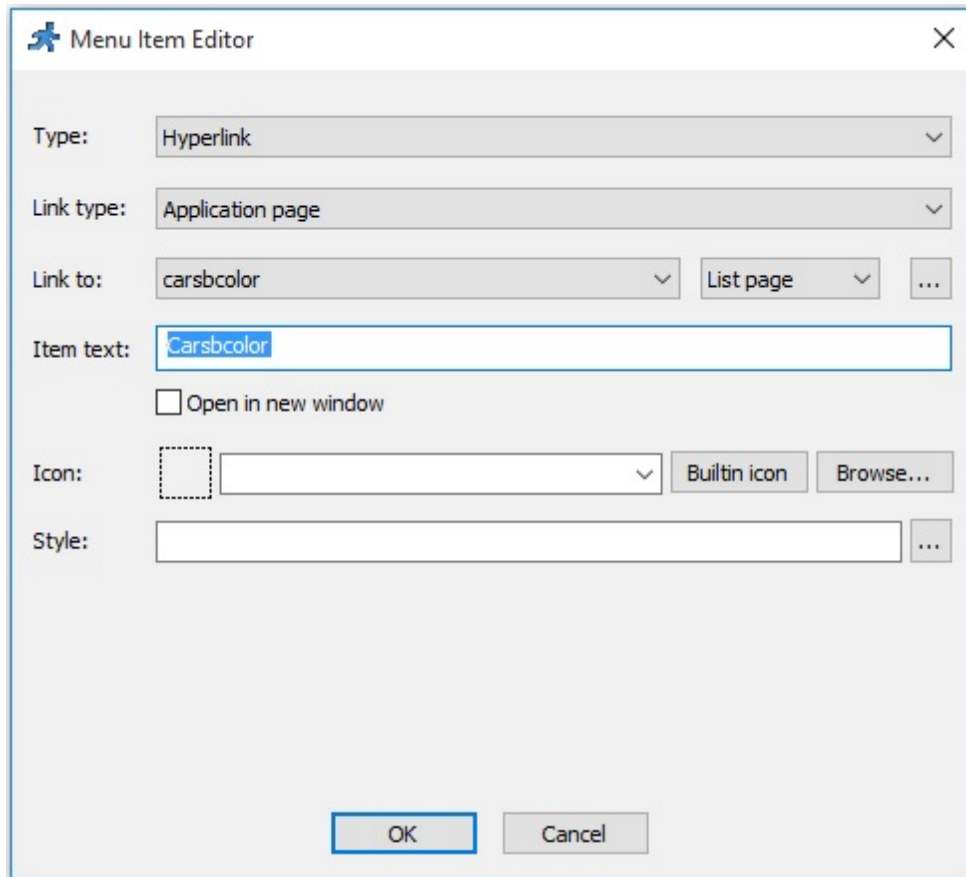 Menu Item Editor
Type: Hyperlink
Link type: Application page
Link to: carsbcolor List page ...
Item text: Carsbcolor
Open in new window
Icon: Builtin icon Browse...
Style: ...
OK Cancel